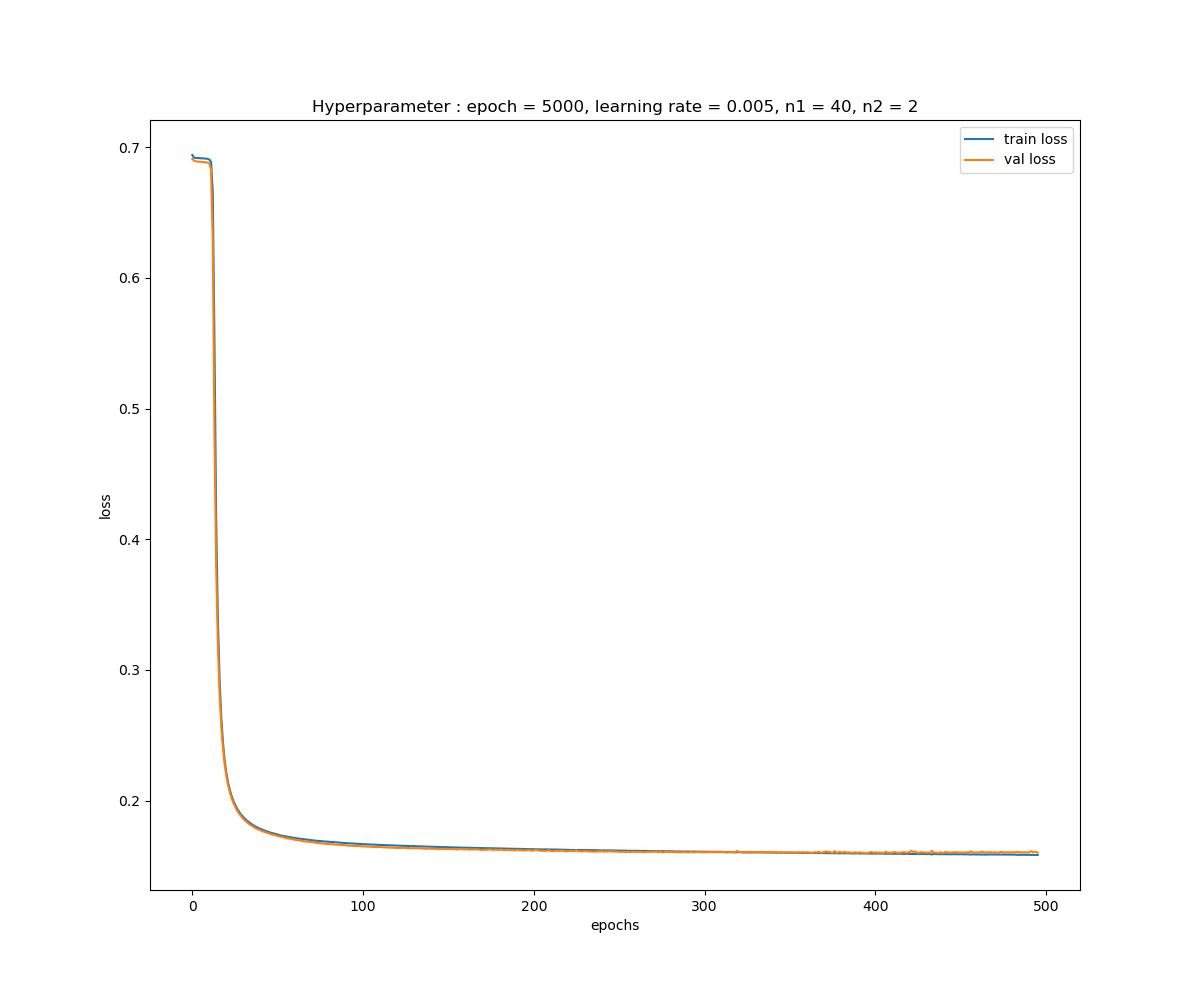 Hyperparameter : epoch = 5000, learning rate = 0.005, n1 = 40, n2 = 2
train loss
val loss
0.7
0.6
0.5
0.4
0.3
0.2
loss
0 100 200 300 400 500
epochs